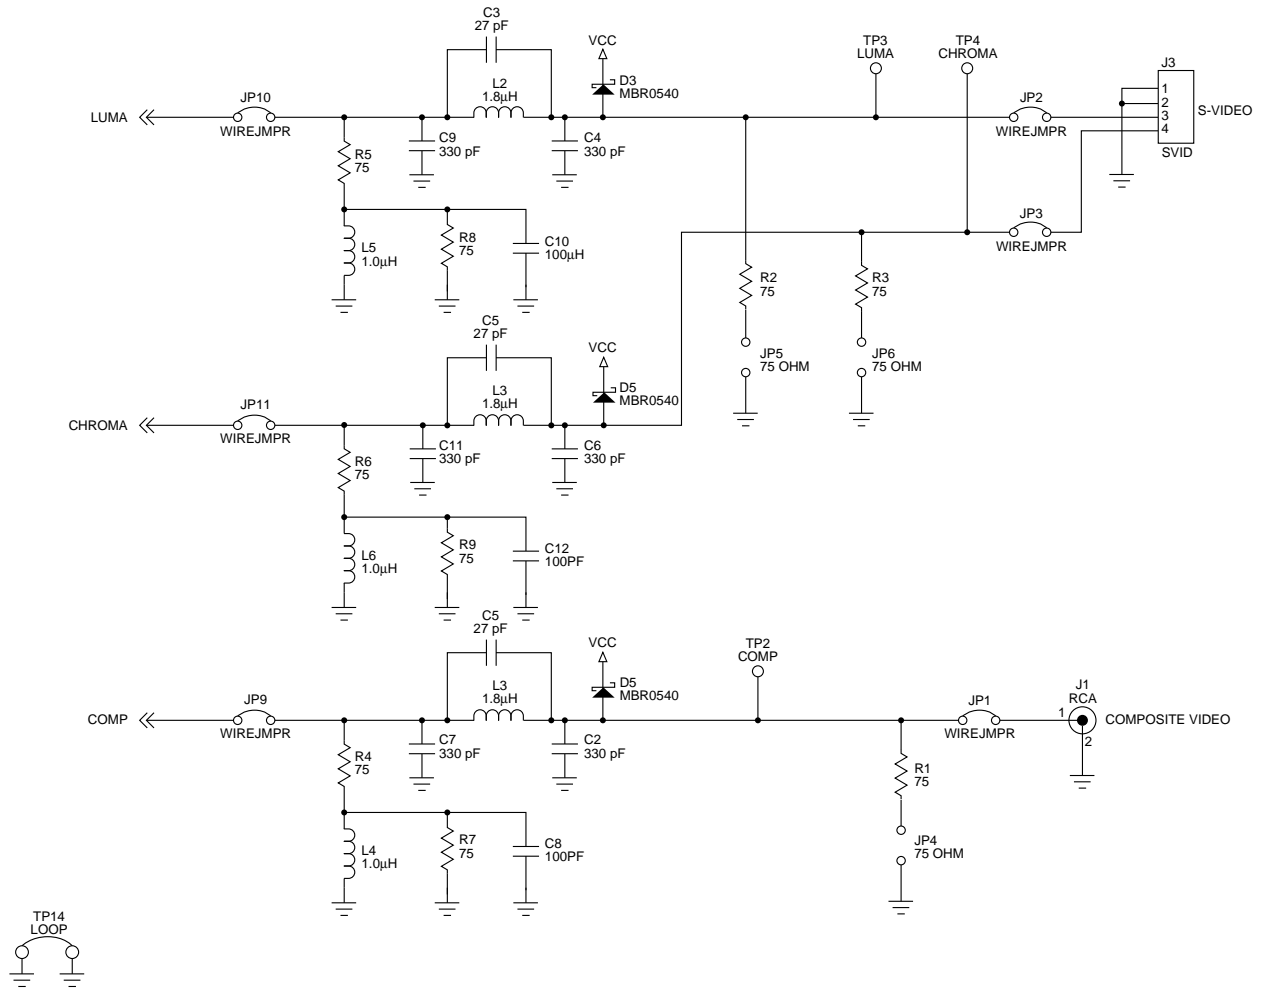 C3
27 pF
VCC
D3
MBR0540
L2
1.8μH
TP3
LUMA
TP4
CHROMA
J3
1
2
3
4
S-VIDEO
SVID
LUMA
JP10
WIREJMPR
JP2
WIREJMPR
R5
75
C9
330 pF
C4
330 pF
JP3
WIREJMPR
L5
1.0μH
R8
75
C10
100μH
R2
75
R3
75
JP5
75 OHM
JP6
75 OHM
C5
27 pF
VCC
D5
MBR0540
L3
1.8μH
CHROMA
JP11
WIREJMPR
R6
75
C11
330 pF
C6
330 pF
L6
1.0μH
R9
75
C12
100PF
C5
27 pF
VCC
D5
MBR0540
L3
1.8μH
TP2
COMP
COMP
JP9
WIREJMPR
JP1
WIREJMPR
J1
RCA
1
2
COMPOSITE VIDEO
R4
75
C7
330 pF
C2
330 pF
R1
75
L4
1.0μH
R7
75
C8
100PF
JP4
75 OHM
TP14
LOOP